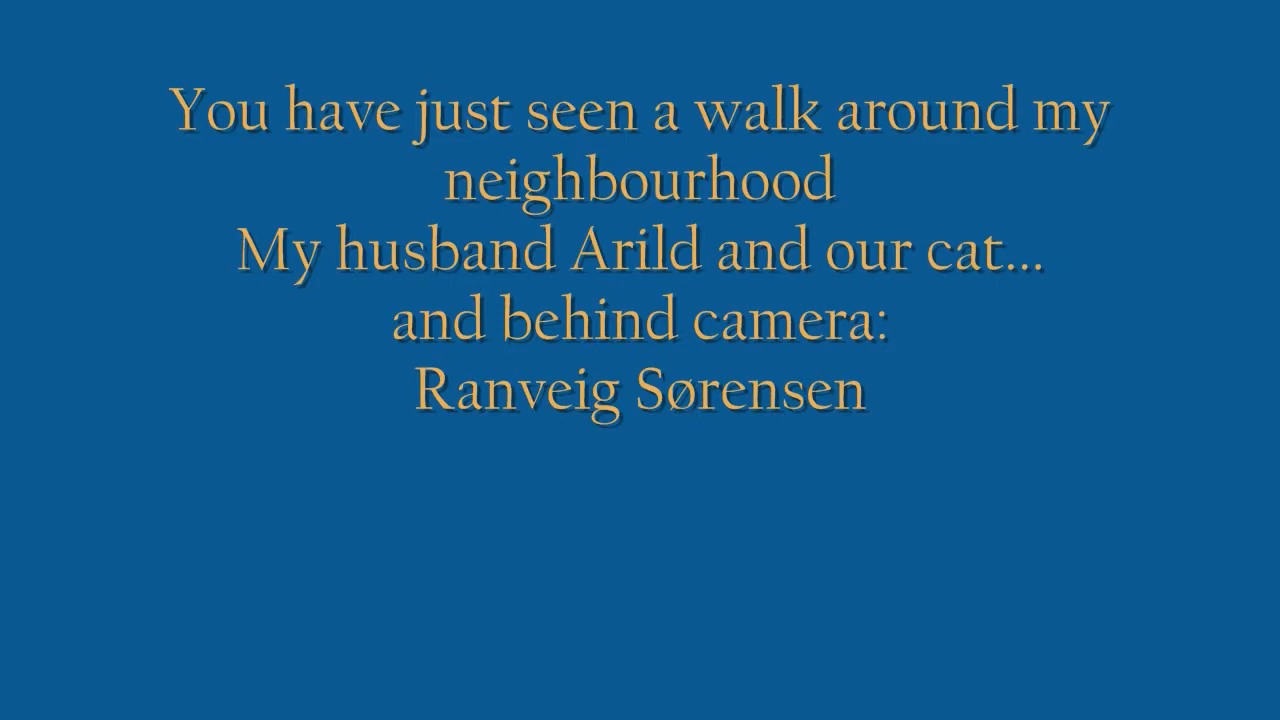 You have just seen a walk around my
neighbourhood
My husband Arild and our cat...
and behind camera:
Ranveig Sørensen